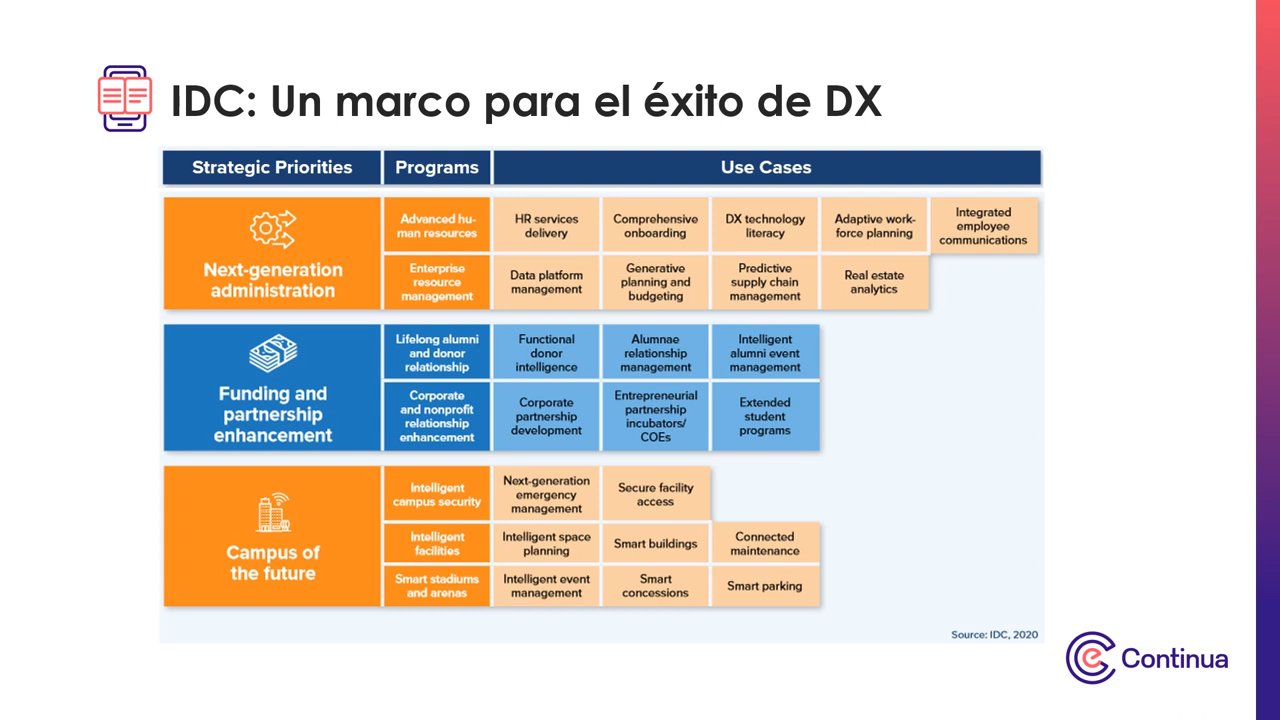 IDC: Un marco para el éxito de DX
Strategic Priorities
Programs
Use Cases
Next-generation
administration
Advanced hu-
man resources
HR services
delivery
Comprehensive
onboarding
DX technology
literacy
Adaptive work-
force planning
Integrated
employee
communications
Enterprise
resource
management
Data platform
management
Generative
planning and
budgeting
Predictive
supply chain
management
Real estate
analytics
Funding and
partnership
enhancement
Lifelong alumni
and donor
relationship
Functional
donor
intelligence
Alumnae
relationship
management
Intelligent
alumni event
management
Corporate
and nonprofit
relationship
enhancement
Corporate
partnership
development
Entrepreneurial
partnership
incubators/
COEs
Extended
student
programs
Campus of
the future
Intelligent
campus security
Next-generation
emergency
management
Secure facility
access
Intelligent
facilities
Intelligent space
planning
Smart buildings
Connected
maintenance
Smart stadiums
and arenas
Intelligent event
management
Smart
concessions
Smart parking
Source: IDC, 2020
e Continua